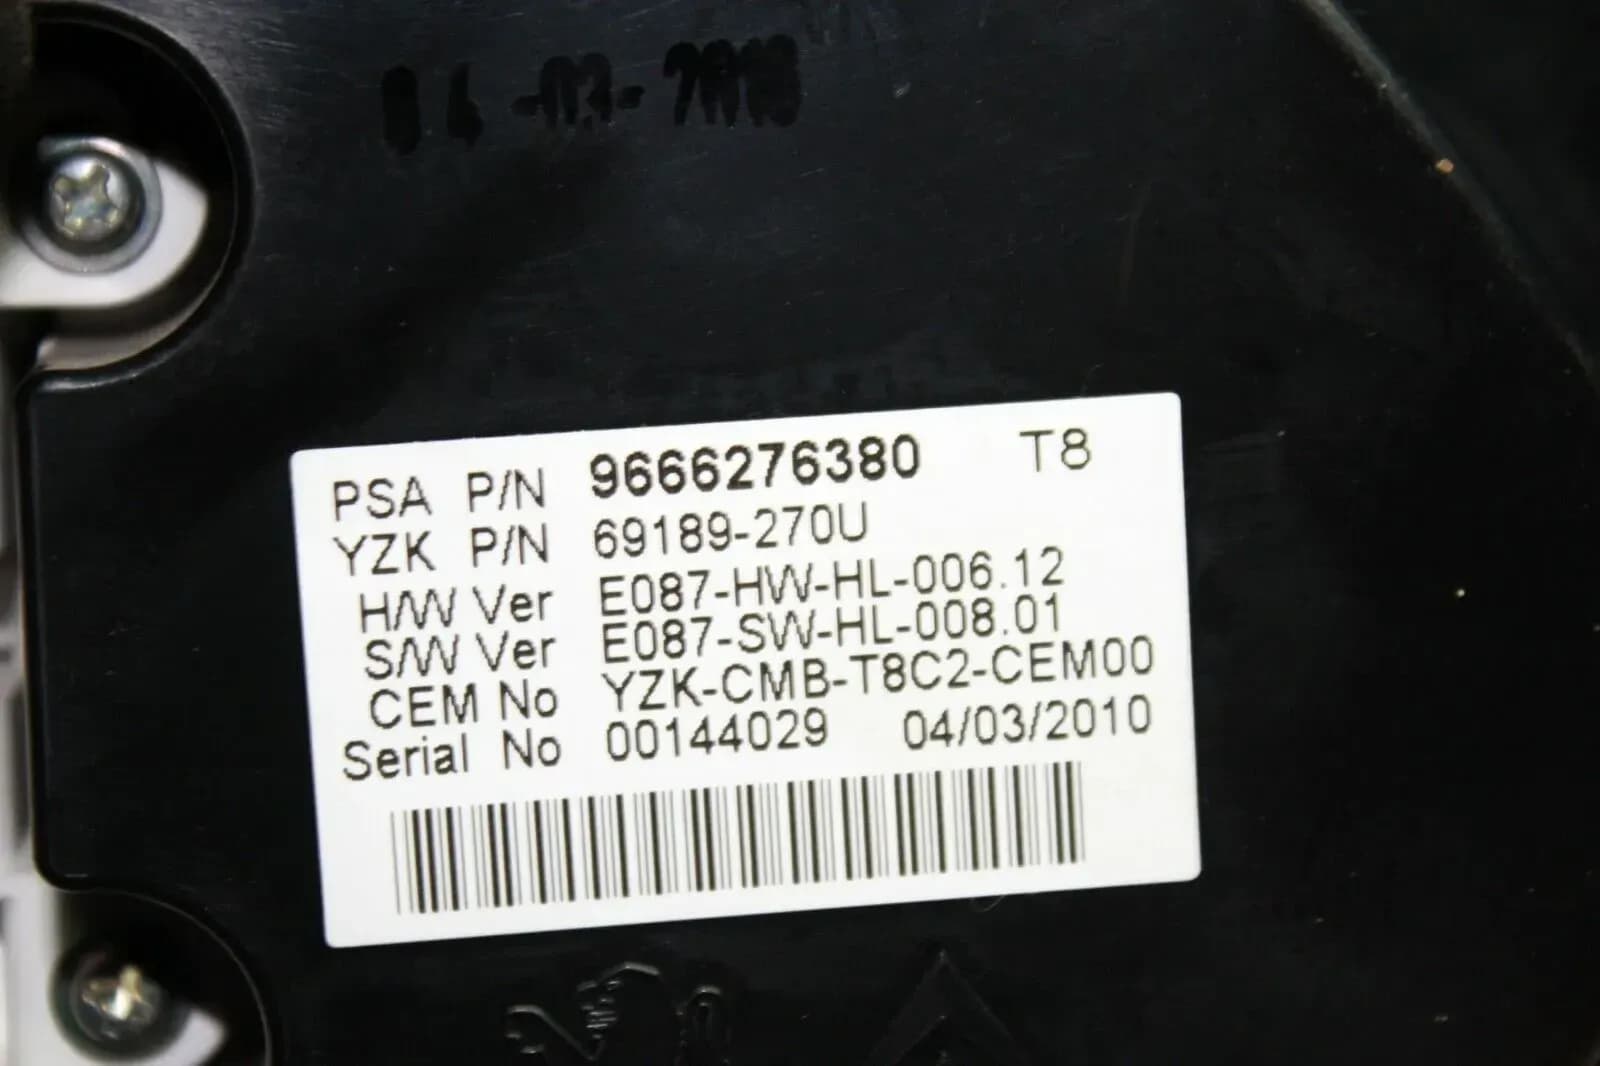 PSA P/N 9666276380 T8
YZK P/N 69189-270U
H/W Ver E087-HW-HL-006.12
S/W Ver E087-SW-HL-008.01
CEM No YZK-CMB-T8C2-CEM00
Serial No 00144029 04/03/2010